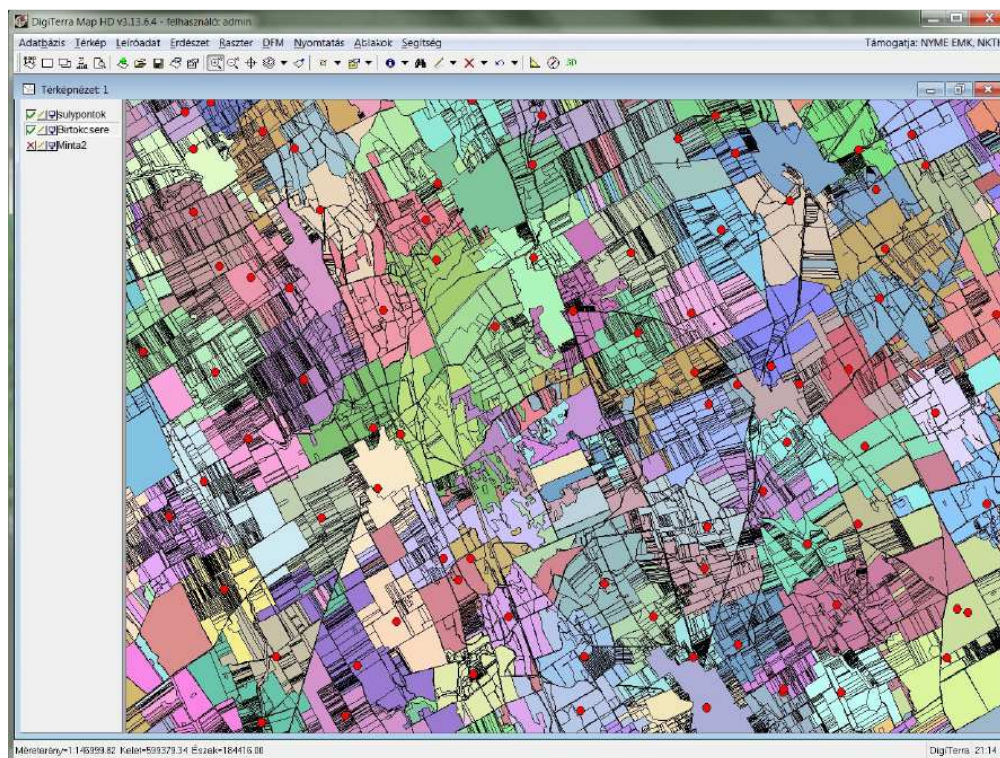 DigiTerra Map HD v3.13.6.4 - felhasználó: admin
Adatbázis Térkép Leíróadat Erdészet Raszter DFM Nyomtatás Ablakok Segítség Támogatja: NYME EMK, NKTH
3D
Térképnézet: 1
sulypontok
Birtokcsere
Minta2
Méretarány=1:146999.82 Kelet=599379.34 Észak=184416.00 DigiTerra 21:14